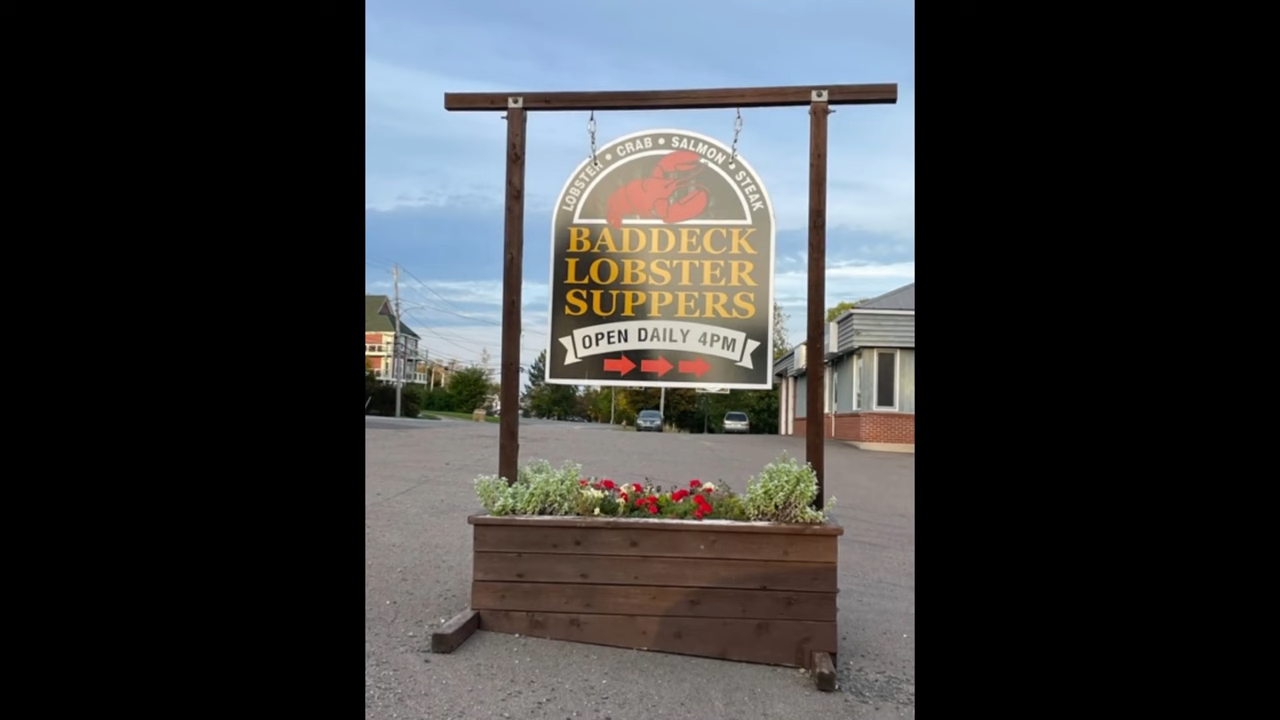 LOBSTER • CRAB • SALMON • STEAK
BADDECK
LOBSTER
SUPPERS
OPEN DAILY 4PM